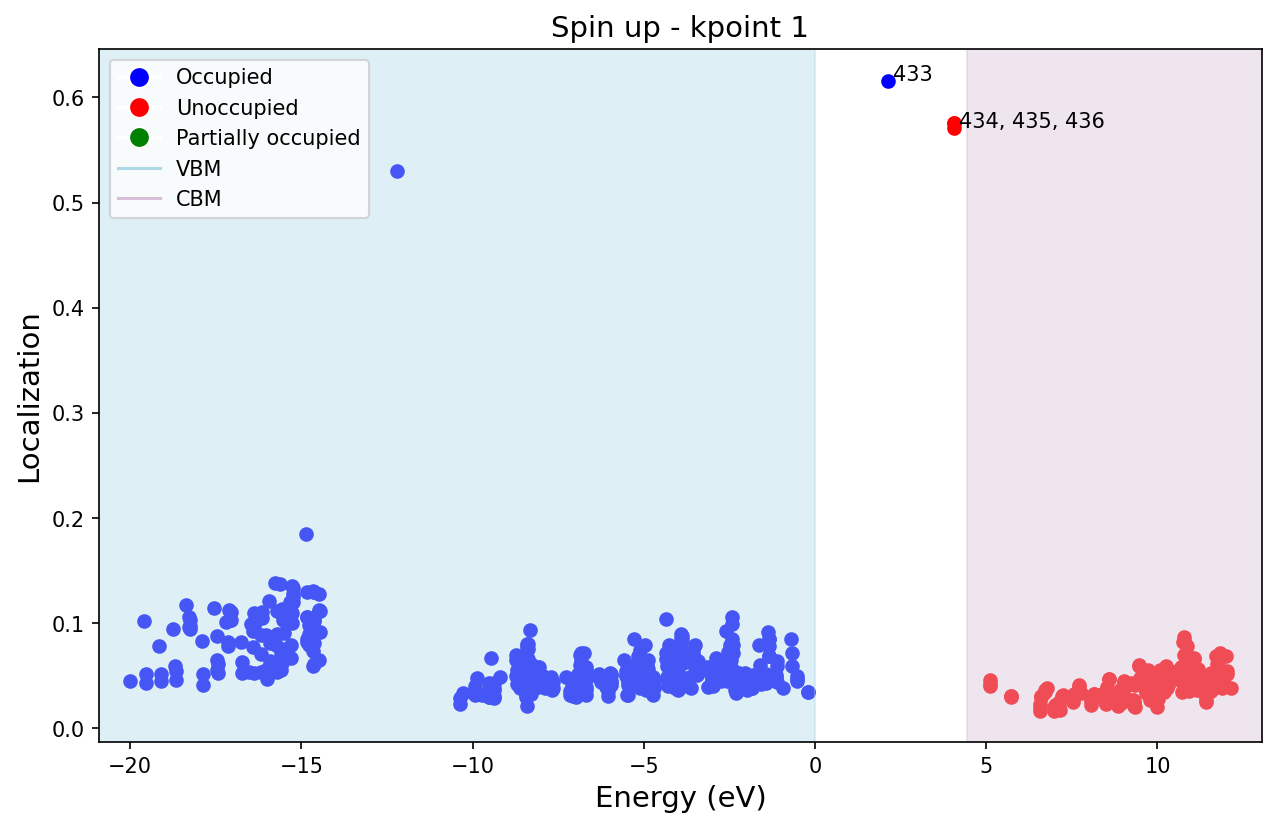 Spin up - kpoint 1
Occupied
Unoccupied
Partially occupied
VBM
CBM
433
434, 435, 436
Localization
0.6
0.5
0.4
0.3
0.2
0.1
0.0
−20
−15
−10
−5
0
5
10
Energy (eV)